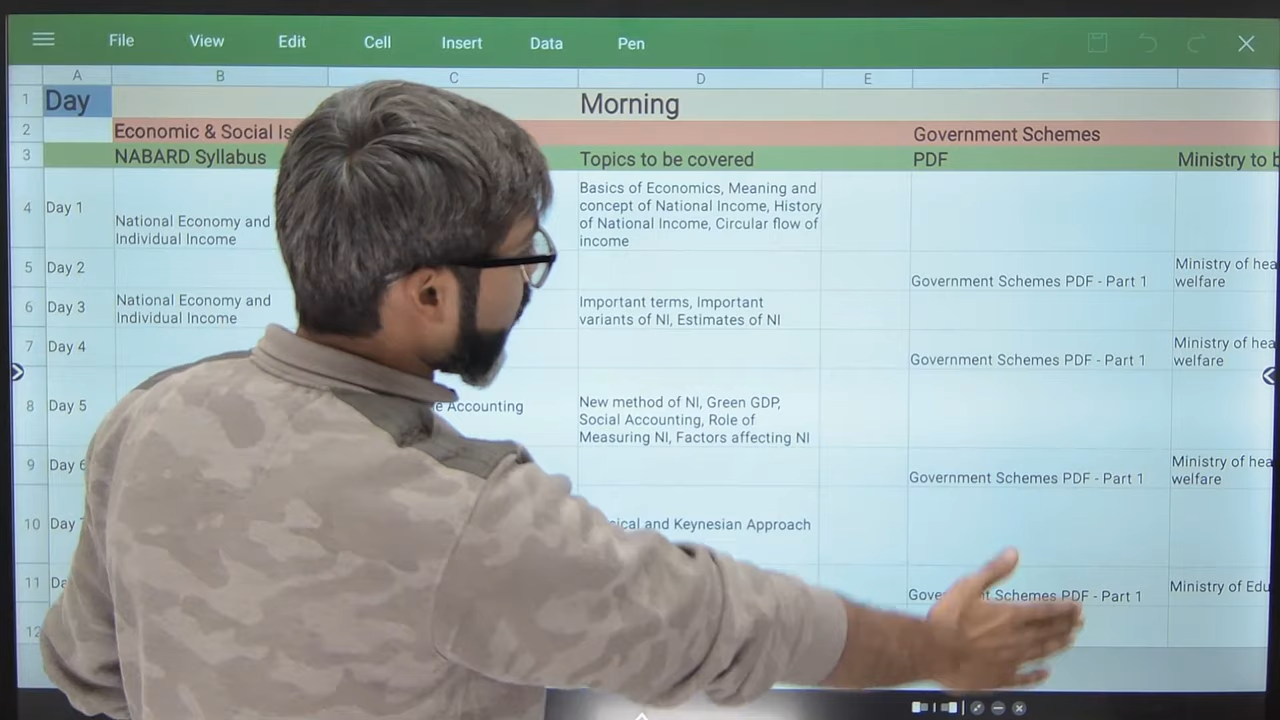 File View Edit Cell Insert Data Pen
A B C D E F
1 Day Morning
2 Economic & Social Government Schemes
3 NABARD Syllabus Topics to be covered PDF Ministry to
4 Day 1 National Economy and Individual Income Basics of Economics, Meaning and
concept of National Income, History
of National Income, Circular flow of
income
5 Day 2 Government Schemes PDF - Part 1 Ministry of
welfare
6 Day 3 National Economy and Individual Income Important terms, Important
variants of NI, Estimates of NI
7 Day 4 Government Schemes PDF - Part 1 Ministry of
welfare
8 Day 5 Accounting New method of NI, Green GDP,
Social Accounting, Role of
Measuring NI, Factors affecting NI
9 Day Government Schemes PDF - Part 1 Ministry of
welfare
10 Day and Keynesian Approach
11 Schemes PDF - Part 1 Ministry of
12